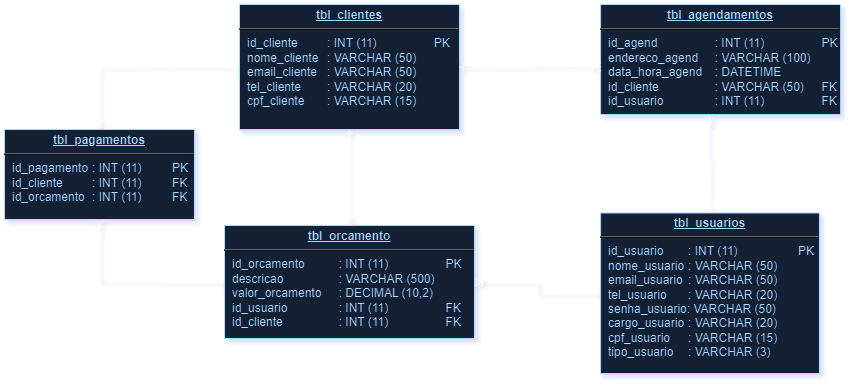 tbl_clientes
id_cliente : INT (11) PK
nome_cliente : VARCHAR (50)
email_cliente : VARCHAR (50)
tel_cliente : VARCHAR (20)
cpf_cliente : VARCHAR (15)
tbl_agendamentos
id_agend : INT (11) PK
endereco_agend : VARCHAR (100)
data_hora_agend : DATETIME
id_cliente : VARCHAR (50) FK
id_usuario : INT (11) FK
tbl_pagamentos
id_pagamento : INT (11) PK
id_cliente : INT (11) FK
id_orcamento : INT (11) FK
tbl_orcamento
id_orcamento : INT (11) PK
descricao : VARCHAR (500)
valor_orcamento : DECIMAL (10,2)
id_usuario : INT (11) FK
id_cliente : INT (11) FK
tbl_usuarios
id_usuario : INT (11) PK
nome_usuario : VARCHAR (50)
email_usuario : VARCHAR (50)
tel_usuario : VARCHAR (20)
senha_usuario: VARCHAR (50)
cargo_usuario : VARCHAR (20)
cpf_usuario : VARCHAR (15)
tipo_usuario : VARCHAR (3)